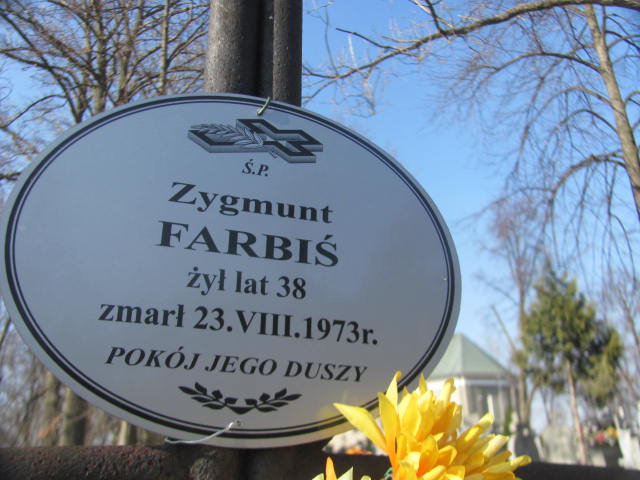 Ś.P.
Zygmunt
FARBIŚ
żył lat 38
zmarł 23.VIII.1973r.
POKÓJ JEGO DUSZY